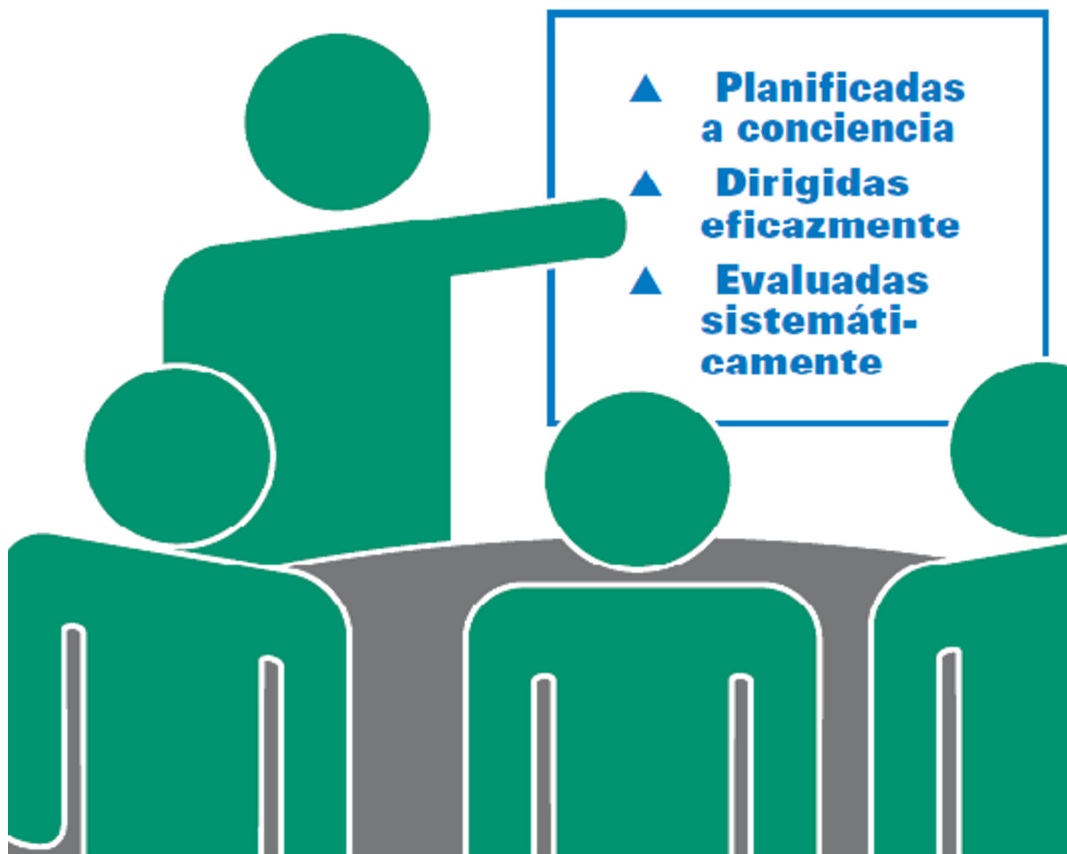 ▲ Planificadas
a conciencia
▲ Dirigidas
eficazmente
▲ Evaluadas
sistemáti-
camente